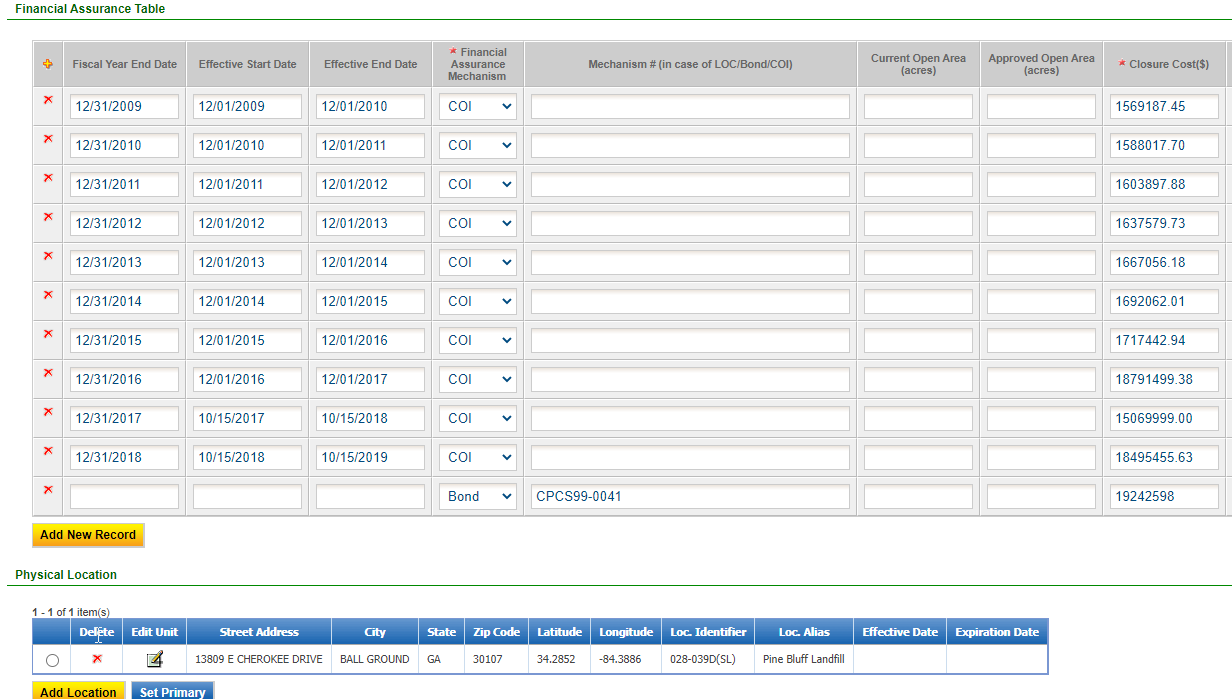 Financial Assurance Table
Fiscal Year End Date Effective Start Date Effective End Date * Financial Assurance Mechanism Mechanism # (in case of LOC/Bond/COI) Current Open Area (acres) Approved Open Area (acres) * Closure Cost($)
12/31/2009 12/01/2009 12/01/2010 COI 1569187.45
12/31/2010 12/01/2010 12/01/2011 COI 1588017.70
12/31/2011 12/01/2011 12/01/2012 COI 1603897.88
12/31/2012 12/01/2012 12/01/2013 COI 1637579.73
12/31/2013 12/01/2013 12/01/2014 COI 1667056.18
12/31/2014 12/01/2014 12/01/2015 COI 1692062.01
12/31/2015 12/01/2015 12/01/2016 COI 1717442.94
12/31/2016 12/01/2016 12/01/2017 COI 18791499.38
12/31/2017 10/15/2017 10/15/2018 COI 15069999.00
12/31/2018 10/15/2018 10/15/2019 COI 18495455.63
Bond CPCS99-0041 19242598
Add New Record
Physical Location
1 - 1 of 1 item(s)
Delete Edit Unit Street Address City State Zip Code Latitude Longitude Loc. Identifier Loc. Alias Effective Date Expiration Date
13809 E CHEROKEE DRIVE BALL GROUND GA 30107 34.2852 -84.3886 028-039D(SL) Pine Bluff Landfill
Add Location Set Primary